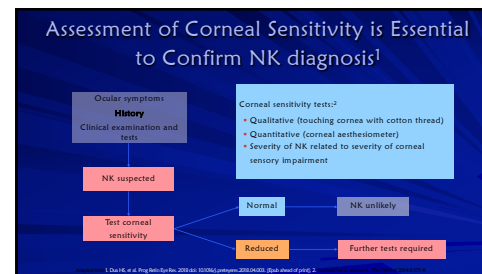 Assessment of Corneal Sensitivity is Essential
to Confirm NK diagnosis1
Ocular symptoms
History
Clinical examination and
tests
Corneal sensitivity tests:2
• Qualitative (touching cornea with cotton thread)
• Quantitative (corneal aesthesiometer)
• Severity of NK related to severity of corneal
sensory impairment
NK suspected
Test corneal
sensitivity
Normal
NK unlikely
Reduced
Further tests required
1. Dua HS, et al. Prog Retin Eye Res. 2018 doi: 10.1016/j.preteyeres.2018.04.003. [Epub ahead of print]; 2.